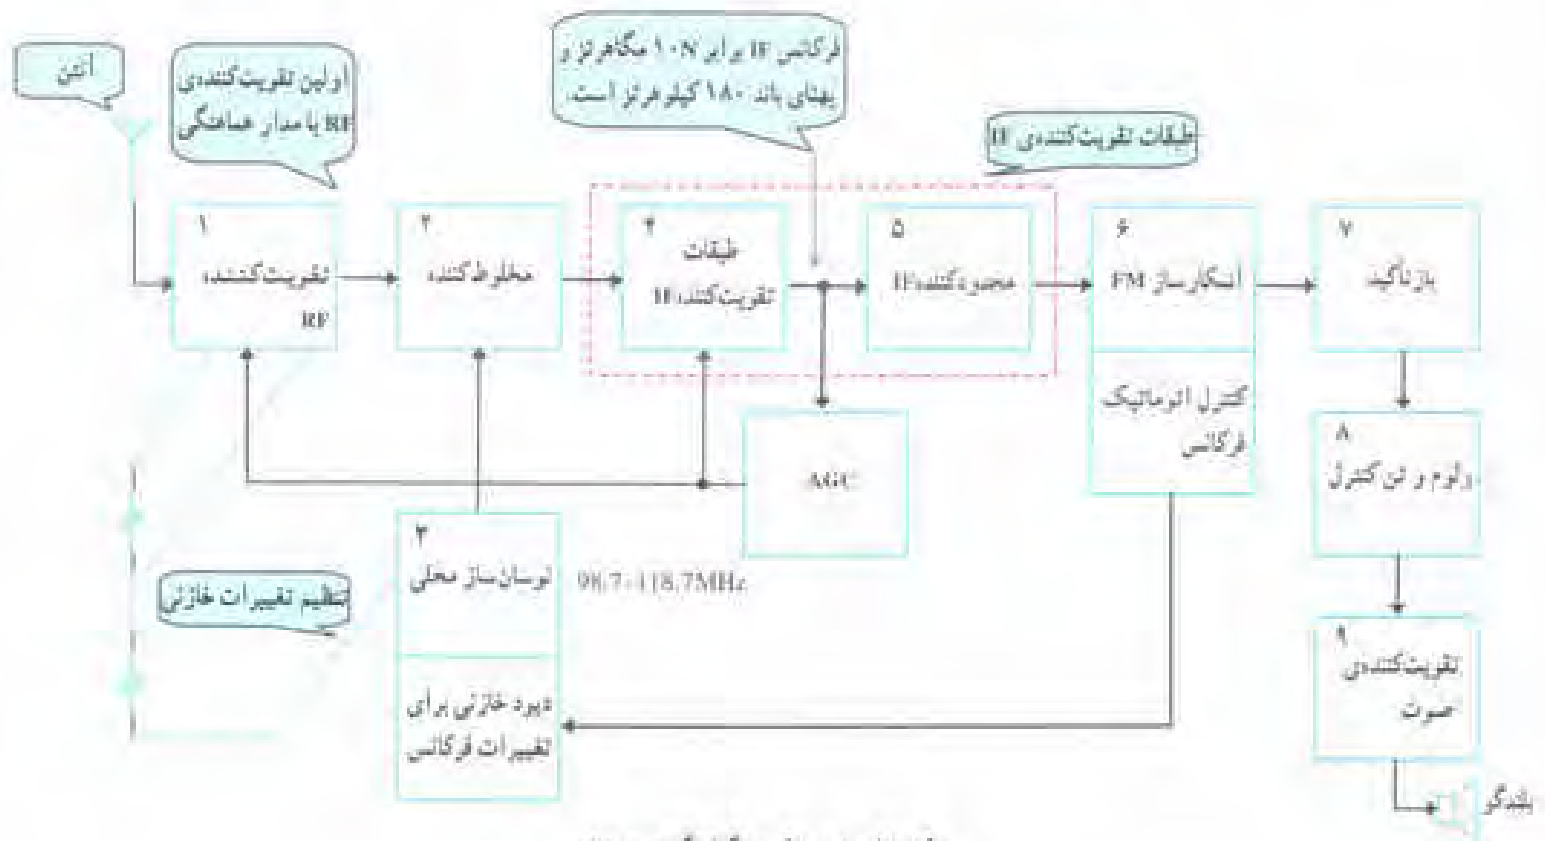 آنتن
اولین تقویت‌کننده‌ی
RF با مدار هماهنگی
فرکانس IF برابر ۱۰٫۷ مگاهرتز و
پهنای باند ۱۸۰ کیلوهرتز است.
طبقات تقویت‌کننده‌ی IF
۱
تقویت‌کننده
RF
۲
مخلوط‌کننده
۴
طبقات
تقویت‌کننده IF
۵
محدودکننده IF
۶
آشکارساز FM
کنترل اتوماتیک
فرکانس
۷
بازتأکید
۸
ولوم و تن کنترل
۹
تقویت‌کننده‌ی
صوت
بلندگو
AGC
۳
نوسان‌ساز محلی
98.7-118.7MHz
دیود خازنی برای
تغییرات فرکانس
تنظیم تغییرات خازنی